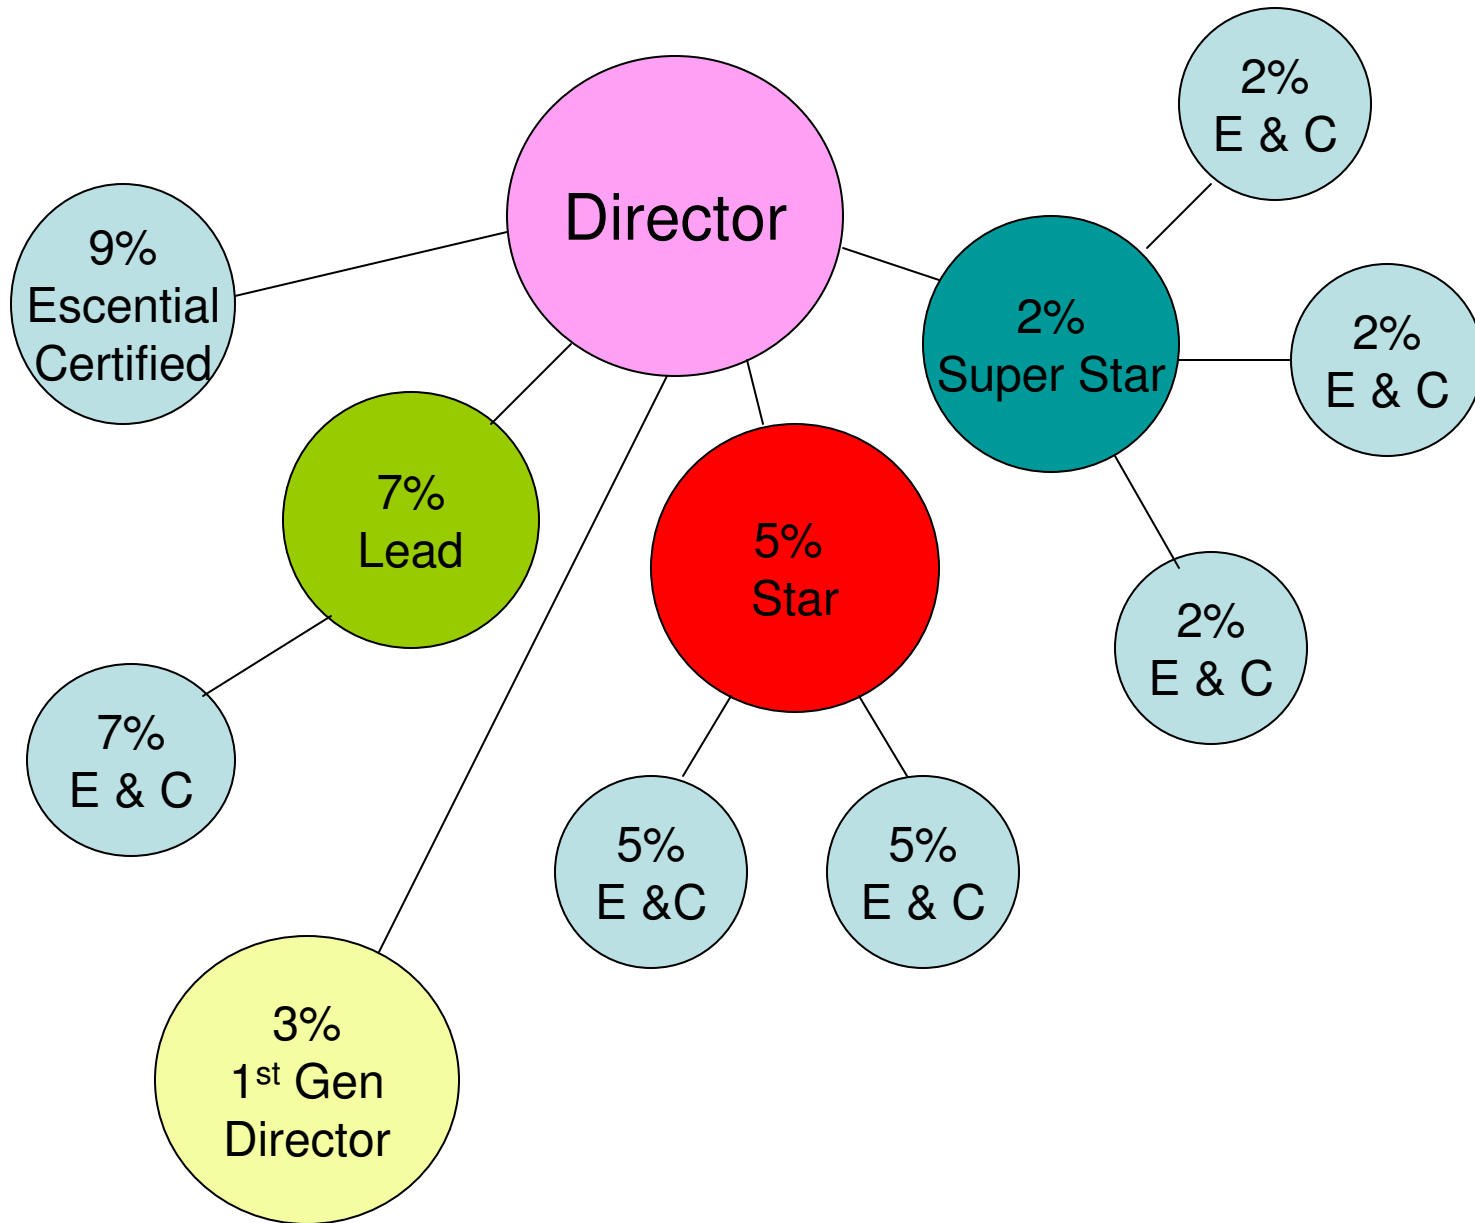 Director
9%
Escential
Certified
7%
Lead
7%
E & C
3%
1st Gen
Director
5%
Star
5%
E &C
5%
E & C
2%
Super Star
2%
E & C
2%
E & C
2%
E & C